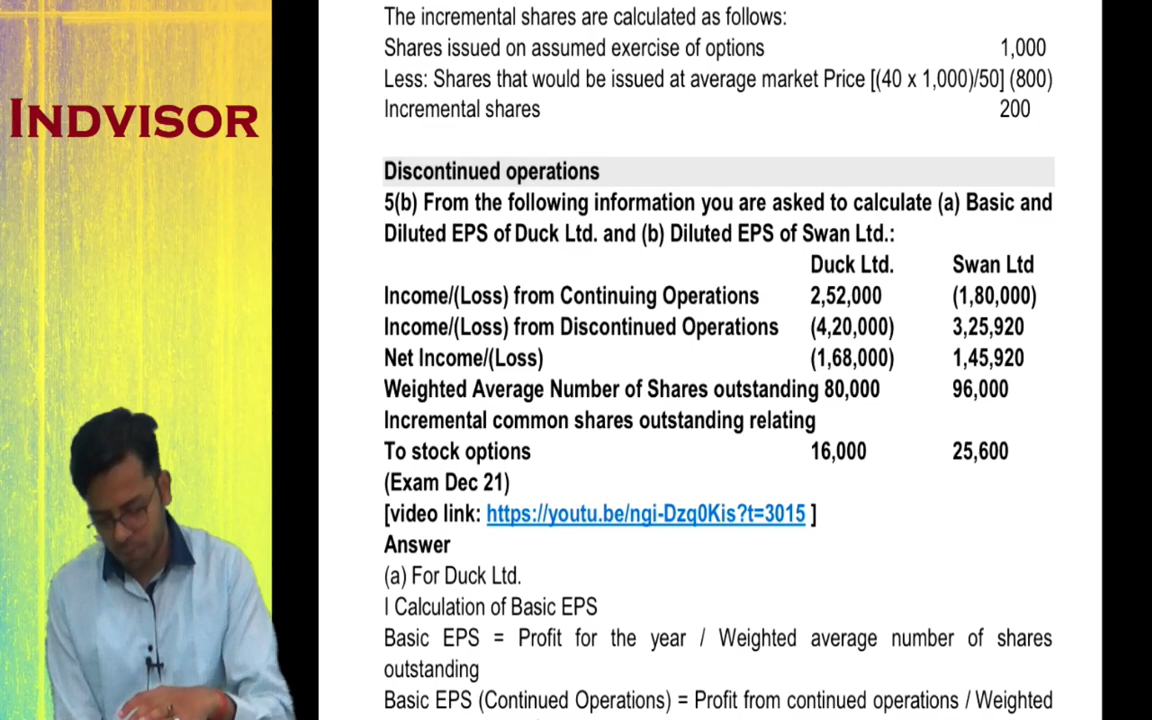 INDVISOR
The incremental shares are calculated as follows:
Shares issued on assumed exercise of options 1,000
Less: Shares that would be issued at average market Price [(40 x 1,000)/50] (800)
Incremental shares 200
Discontinued operations
5(b) From the following information you are asked to calculate (a) Basic and
Diluted EPS of Duck Ltd. and (b) Diluted EPS of Swan Ltd.:
Duck Ltd. Swan Ltd
Income/(Loss) from Continuing Operations 2,52,000 (1,80,000)
Income/(Loss) from Discontinued Operations (4,20,000) 3,25,920
Net Income/(Loss) (1,68,000) 1,45,920
Weighted Average Number of Shares outstanding 80,000 96,000
Incremental common shares outstanding relating
To stock options 16,000 25,600
(Exam Dec 21)
[video link: https://youtu.be/ngi-Dzq0Kis?t=3015 ]
Answer
(a) For Duck Ltd.
I Calculation of Basic EPS
Basic EPS = Profit for the year / Weighted average number of shares
outstanding
Basic EPS (Continued Operations) = Profit from continued operations / Weighted